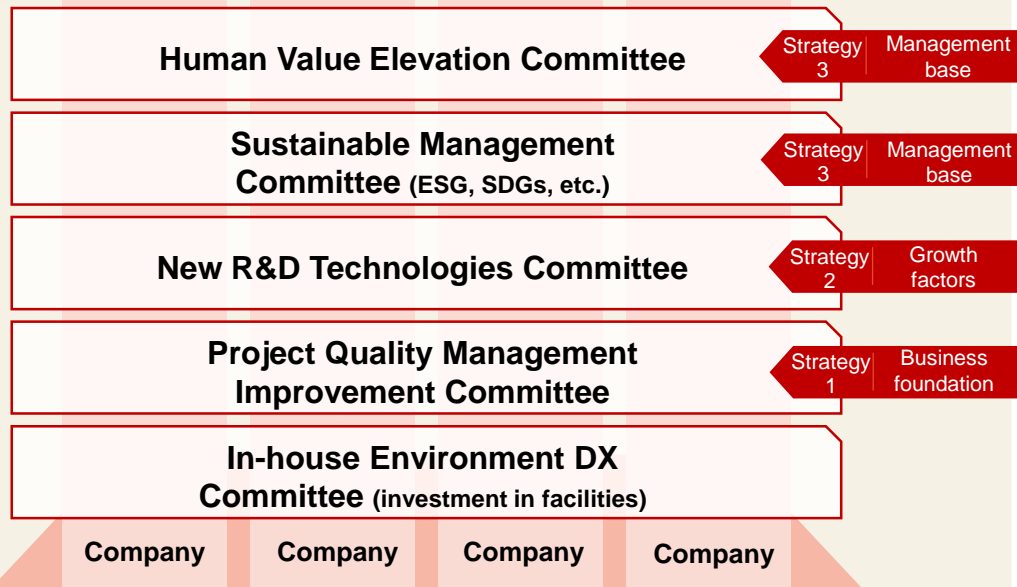 Human Value Elevation Committee
Strategy 3
Management base
Sustainable Management
Committee (ESG, SDGs, etc.)
Strategy 3
Management base
New R&D Technologies Committee
Strategy 2
Growth factors
Project Quality Management
Improvement Committee
Strategy 1
Business foundation
In-house Environment DX
Committee (investment in facilities)
Company Company Company Company